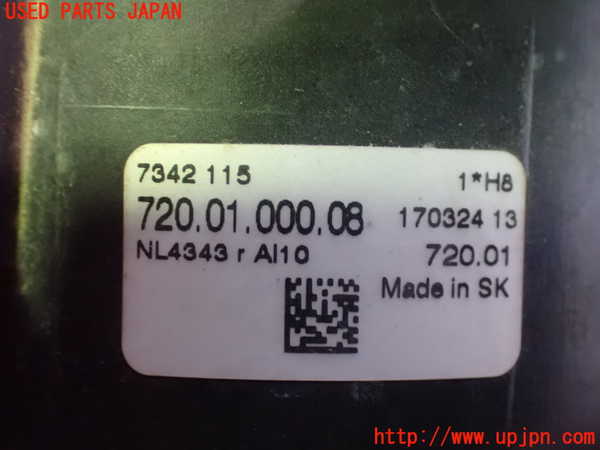 USED PARTS JAPAN
7342 115
1*H8
720.01.000.08
170324 13
NL4343 r Al10
720.01
Made in SK
http://www.upjpn.com/